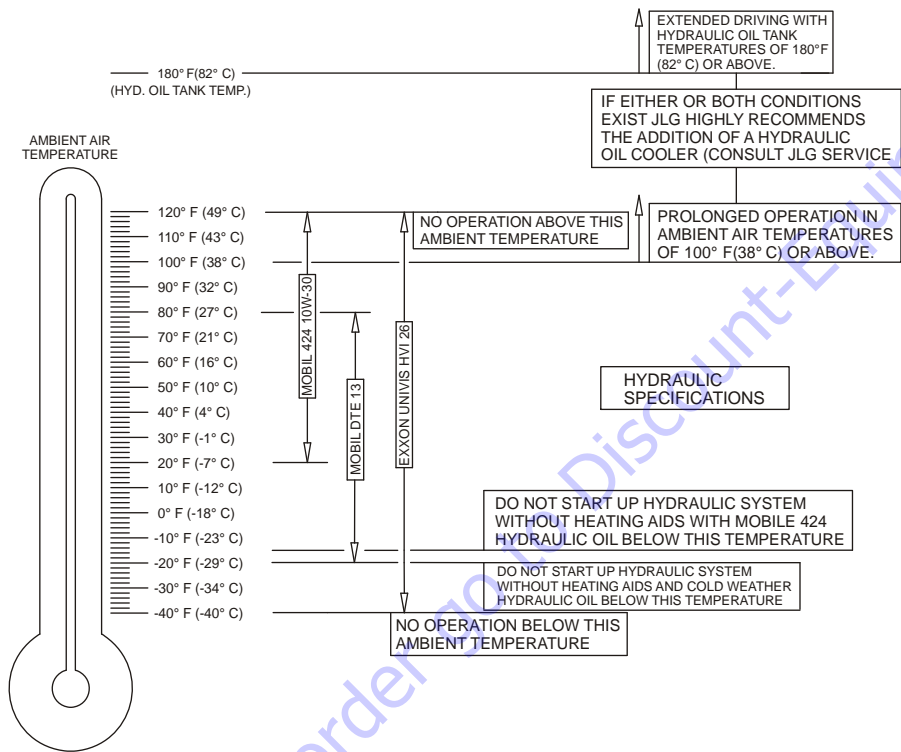 EXTENDED DRIVING WITH
HYDRAULIC OIL TANK
TEMPERATURES OF 180°F
(82° C) OR ABOVE.
180° F(82° C)
(HYD. OIL TANK TEMP.)
IF EITHER OR BOTH CONDITIONS
EXIST JLG HIGHLY RECOMMENDS
THE ADDITION OF A HYDRAULIC
OIL COOLER (CONSULT JLG SERVICE
AMBIENT AIR
TEMPERATURE
120° F (49° C)
110° F (43° C)
100° F (38° C)
90° F (32° C)
80° F (27° C)
70° F (21° C)
60° F (16° C)
50° F (10° C)
40° F (4° C)
30° F (-1° C)
20° F (-7° C)
10° F (-12° C)
0° F (-18° C)
-10° F (-23° C)
-20° F (-29° C)
-30° F (-34° C)
-40° F (-40° C)
MOBIL 424 10W-30
MOBIL DTE 13
EXXON UNIVIS HVI 26
NO OPERATION ABOVE THIS
AMBIENT TEMPERATURE
PROLONGED OPERATION IN
AMBIENT AIR TEMPERATURES
OF 100° F(38° C) OR ABOVE.
HYDRAULIC
SPECIFICATIONS
DO NOT START UP HYDRAULIC SYSTEM
WITHOUT HEATING AIDS WITH MOBILE 424
HYDRAULIC OIL BELOW THIS TEMPERATURE
DO NOT START UP HYDRAULIC SYSTEM
WITHOUT HEATING AIDS AND COLD WEATHER
HYDRAULIC OIL BELOW THIS TEMPERATURE
NO OPERATION BELOW THIS
AMBIENT TEMPERATURE
order go to Discount-Equip